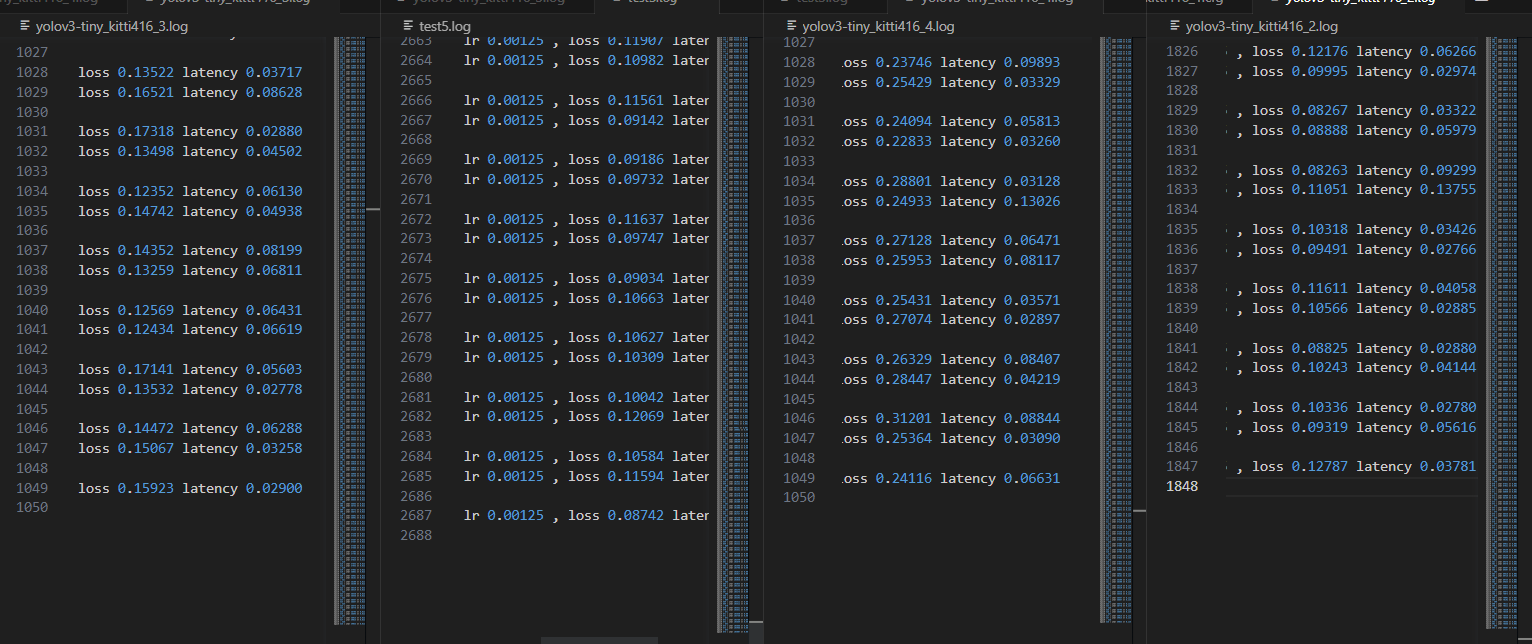 yolov3-tiny_kitti416_3.log
1027
1028 loss 0.13522 latency 0.03717
1029 loss 0.16521 latency 0.08628
1030
1031 loss 0.17318 latency 0.02880
1032 loss 0.13498 latency 0.04502
1033
1034 loss 0.12352 latency 0.06130
1035 loss 0.14742 latency 0.04938
1036
1037 loss 0.14352 latency 0.08199
1038 loss 0.13259 latency 0.06811
1039
1040 loss 0.12569 latency 0.06431
1041 loss 0.12434 latency 0.06619
1042
1043 loss 0.17141 latency 0.05603
1044 loss 0.13532 latency 0.02778
1045
1046 loss 0.14472 latency 0.06288
1047 loss 0.15067 latency 0.03258
1048
1049 loss 0.15923 latency 0.02900
1050
test5.log
2663 lr 0.00125 , loss 0.11907 later
2664 lr 0.00125 , loss 0.10982 later
2665
2666 lr 0.00125 , loss 0.11561 later
2667 lr 0.00125 , loss 0.09142 later
2668
2669 lr 0.00125 , loss 0.09186 later
2670 lr 0.00125 , loss 0.09732 later
2671
2672 lr 0.00125 , loss 0.11637 later
2673 lr 0.00125 , loss 0.09747 later
2674
2675 lr 0.00125 , loss 0.09034 later
2676 lr 0.00125 , loss 0.10663 later
2677
2678 lr 0.00125 , loss 0.10627 later
2679 lr 0.00125 , loss 0.10309 later
2680
2681 lr 0.00125 , loss 0.10042 later
2682 lr 0.00125 , loss 0.12069 later
2683
2684 lr 0.00125 , loss 0.10584 later
2685 lr 0.00125 , loss 0.11594 later
2686
2687 lr 0.00125 , loss 0.08742 later
2688
yolov3-tiny_kitti416_4.log
1027
1028 oss 0.23746 latency 0.09893
1029 oss 0.25429 latency 0.03329
1030
1031 oss 0.24094 latency 0.05813
1032 oss 0.22833 latency 0.03260
1033
1034 oss 0.28801 latency 0.03128
1035 oss 0.24933 latency 0.13026
1036
1037 oss 0.27128 latency 0.06471
1038 oss 0.25953 latency 0.08117
1039
1040 oss 0.25431 latency 0.03571
1041 oss 0.27074 latency 0.02897
1042
1043 oss 0.26329 latency 0.08407
1044 oss 0.28447 latency 0.04219
1045
1046 oss 0.31201 latency 0.08844
1047 oss 0.25364 latency 0.03090
1048
1049 oss 0.24116 latency 0.06631
1050
yolov3-tiny_kitti416_2.log
1826 , loss 0.12176 latency 0.06266
1827 , loss 0.09995 latency 0.02974
1828
1829 , loss 0.08267 latency 0.03322
1830 , loss 0.08888 latency 0.05979
1831
1832 , loss 0.08263 latency 0.09299
1833 , loss 0.11051 latency 0.13755
1834
1835 , loss 0.10318 latency 0.03426
1836 , loss 0.09491 latency 0.02766
1837
1838 , loss 0.11611 latency 0.04058
1839 , loss 0.10566 latency 0.02885
1840
1841 , loss 0.08825 latency 0.02880
1842 , loss 0.10243 latency 0.04144
1843
1844 , loss 0.10336 latency 0.02780
1845 , loss 0.09319 latency 0.05616
1846
1847 , loss 0.12787 latency 0.03781
1848